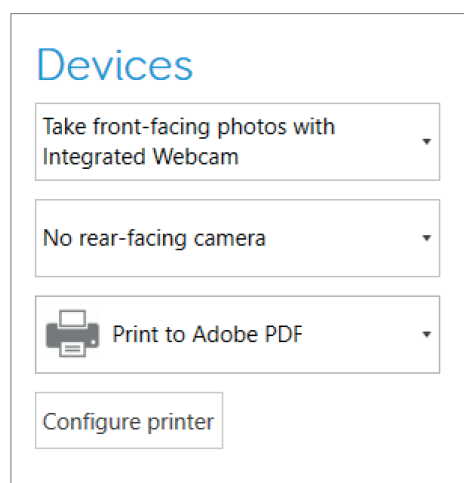 Devices
Take front-facing photos with
Integrated Webcam
No rear-facing camera
Print to Adobe PDF
Configure printer